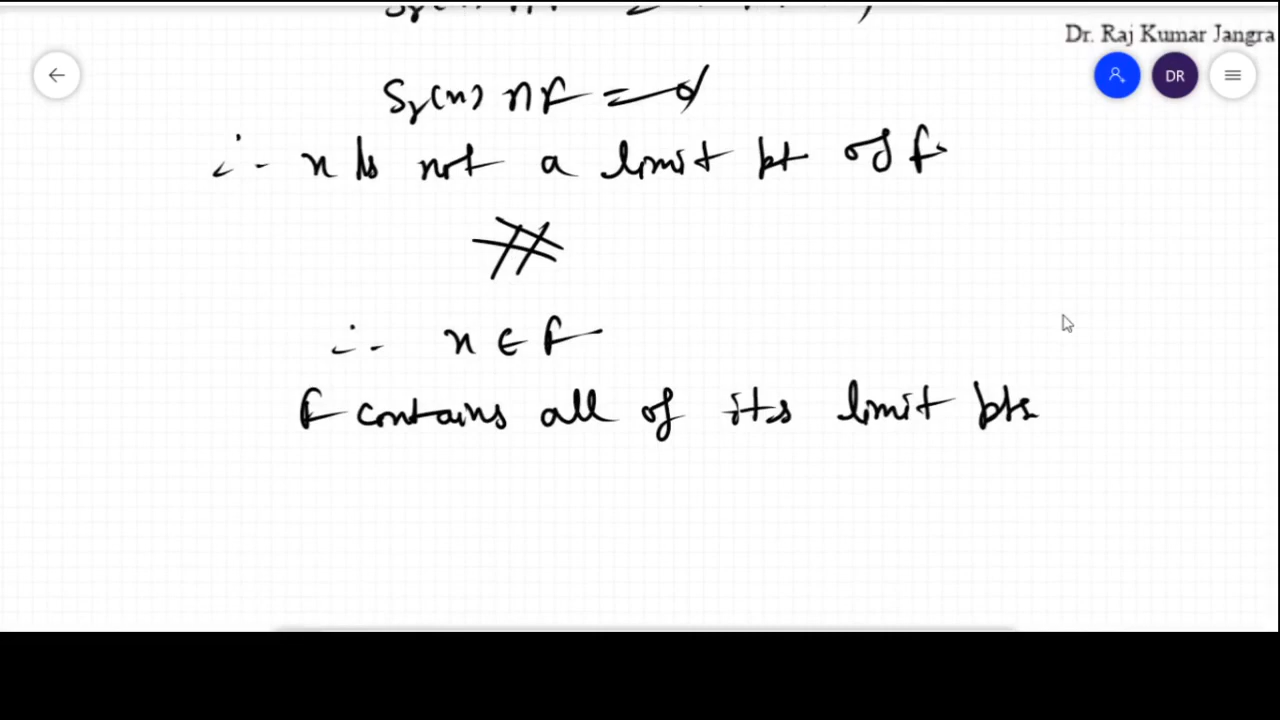 Dr. Raj Kumar Jangra
DR
Sr(x) ∩ F = ϕ
∴ x is not a limit pt of F.
∴ x ∈ F
F contains all of its limit pts